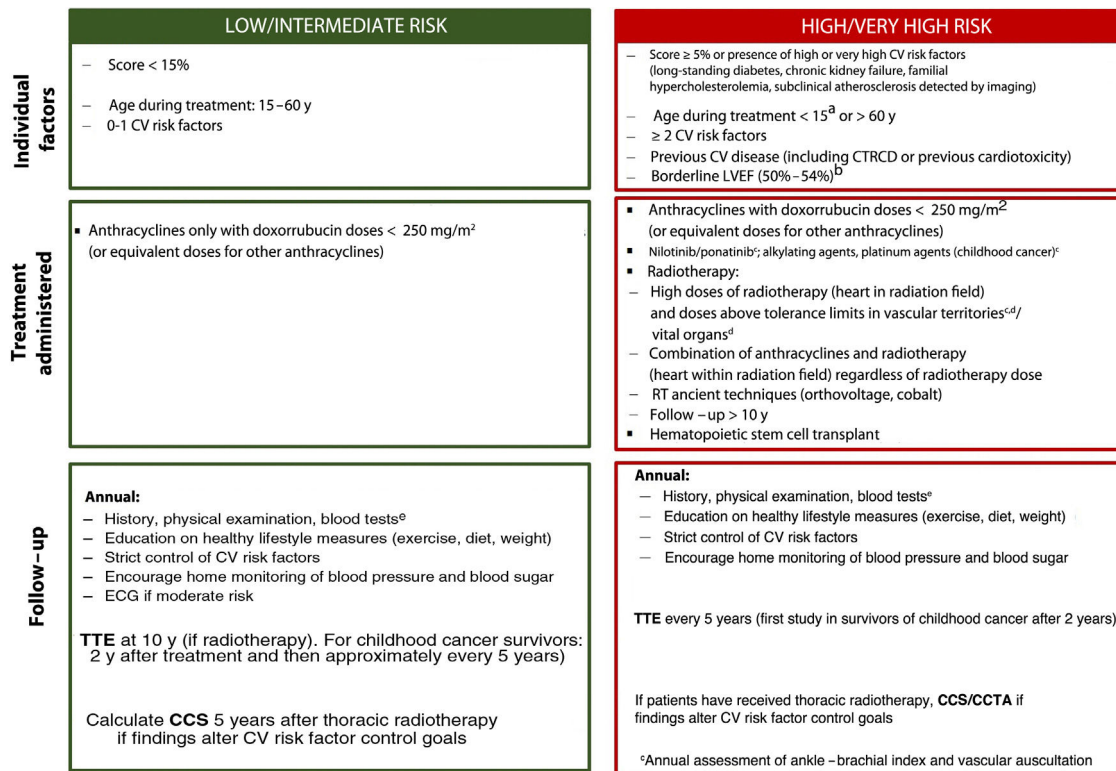 LOW/INTERMEDIATE RISK
HIGH/VERY HIGH RISK
Individual
factors
– Score < 15%
– Age during treatment: 15–60 y
– 0-1 CV risk factors
– Score ≥ 5% or presence of high or very high CV risk factors
(long-standing diabetes, chronic kidney failure, familial
hypercholesterolemia, subclinical atherosclerosis detected by imaging)
– Age during treatment < 15ᵃ or > 60 y
– ≥ 2 CV risk factors
– Previous CV disease (including CTRCD or previous cardiotoxicity)
– Borderline LVEF (50%–54%)ᵇ
Treatment
administered
▪ Anthracyclines only with doxorrubucin doses < 250 mg/m²
(or equivalent doses for other anthracyclines)
▪ Anthracyclines with doxorrubucin doses < 250 mg/m²
(or equivalent doses for other anthracyclines)
▪ Nilotinib/ponatinibᶜ; alkylating agents, platinum agents (childhood cancer)ᶜ
▪ Radiotherapy:
– High doses of radiotherapy (heart in radiation field)
and doses above tolerance limits in vascular territoriesᶜ,ᵈ/
vital organsᵈ
– Combination of anthracyclines and radiotherapy
(heart within radiation field) regardless of radiotherapy dose
– RT ancient techniques (orthovoltage, cobalt)
– Follow–up > 10 y
▪ Hematopoietic stem cell transplant
Follow–up
Annual:
– History, physical examination, blood testsᵉ
– Education on healthy lifestyle measures (exercise, diet, weight)
– Strict control of CV risk factors
– Encourage home monitoring of blood pressure and blood sugar
– ECG if moderate risk
TTE at 10 y (if radiotherapy). For childhood cancer survivors:
2 y after treatment and then approximately every 5 years)
Calculate CCS 5 years after thoracic radiotherapy
if findings alter CV risk factor control goals
Annual:
– History, physical examination, blood testsᵉ
– Education on healthy lifestyle measures (exercise, diet, weight)
– Strict control of CV risk factors
– Encourage home monitoring of blood pressure and blood sugar
TTE every 5 years (first study in survivors of childhood cancer after 2 years)
If patients have received thoracic radiotherapy, CCS/CCTA if
findings alter CV risk factor control goals
ᶜAnnual assessment of ankle–brachial index and vascular auscultation